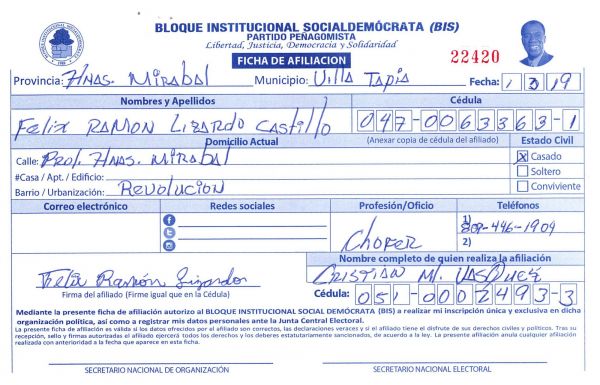 BLOQUE INSTITUCIONAL SOCIALDEMÓCRATA (BIS)
PARTIDO PEÑAGOMISTA
Libertad, Justicia, Democracia y Solidaridad
FICHA DE AFILIACION 22420
Provincia: Hnas. Mirabal Municipio: Villa Tapia Fecha: 1 3 19
Nombres y Apellidos Cédula
Felix RAMON Lizardo Castillo 047-0063363-1
Domicilio Actual (Anexar copia de cédula del afiliado) Estado Civil
Calle: Prol. Hnas. Mirabal X Casado
#Casa / Apt. / Edificio: Soltero
Barrio / Urbanización: Revolucion Conviviente
Correo electrónico Redes sociales Profesión/Oficio Teléfonos
1) 809-496-1909
Chofer 2)
Nombre completo de quien realiza la afiliación
Felix Ramón Lizardo Cristian M.
Firma del afiliado (Firme igual que en la Cédula) Cédula: 051-0002493-3
Mediante la presente ficha de afiliación autorizo al BLOQUE INSTITUCIONAL SOCIAL DEMÓCRATA (BIS) a realizar mi inscripción única y exclusiva en dicha
organización política, así como a registrar mis datos personales ante la Junta Central Electoral.
La presente ficha de afiliación es válida si los datos ofrecidos por el afiliado son correctos, las declaraciones veraces y si el afiliado tiene el disfrute de sus derechos civiles y políticos. Tras su
recepción, sello y firmas autorizadas el afiliado ejercerá todos los derechos y los deberes estatutariamente sancionados, de acuerdo a la ley. La presente afiliación anula cualquier afiliación
realizada con anterioridad a la fecha que aparece en esta ficha.
SECRETARIO NACIONAL DE ORGANIZACIÓN SECRETARIO NACIONAL ELECTORAL